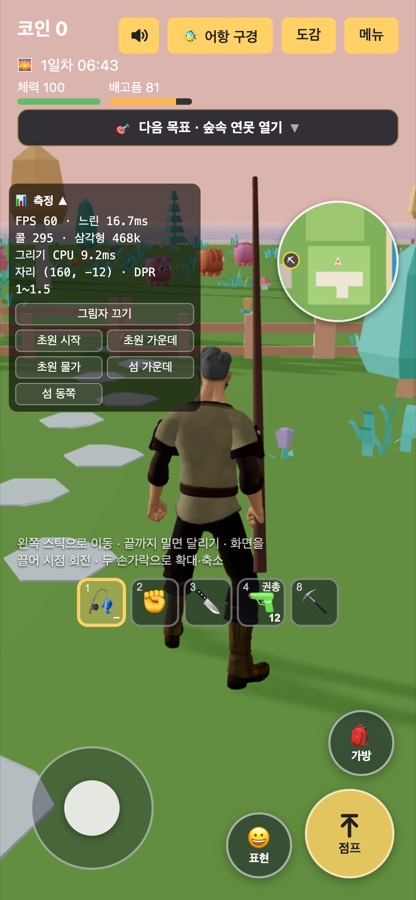 코인 0
어항 구경
도감
메뉴
1일차 06:43
체력 100
배고픔 81
다음 목표 · 숲속 연못 열기 ▼
측정 ▲
FPS 60 · 느린 16.7ms
콜 295 · 삼각형 468k
그리기 CPU 9.2ms
자리 (160, -12) · DPR
1~1.5
그림자 끄기
초원 시작
초원 가운데
초원 물가
섬 가운데
섬 동쪽
왼쪽 스틱으로 이동 · 끝까지 밀면 달리기 · 화면을
끌어 시점 회전 · 두 손가락으로 확대·축소
1
2
3
4 권총
12
8
가방
점프
표현